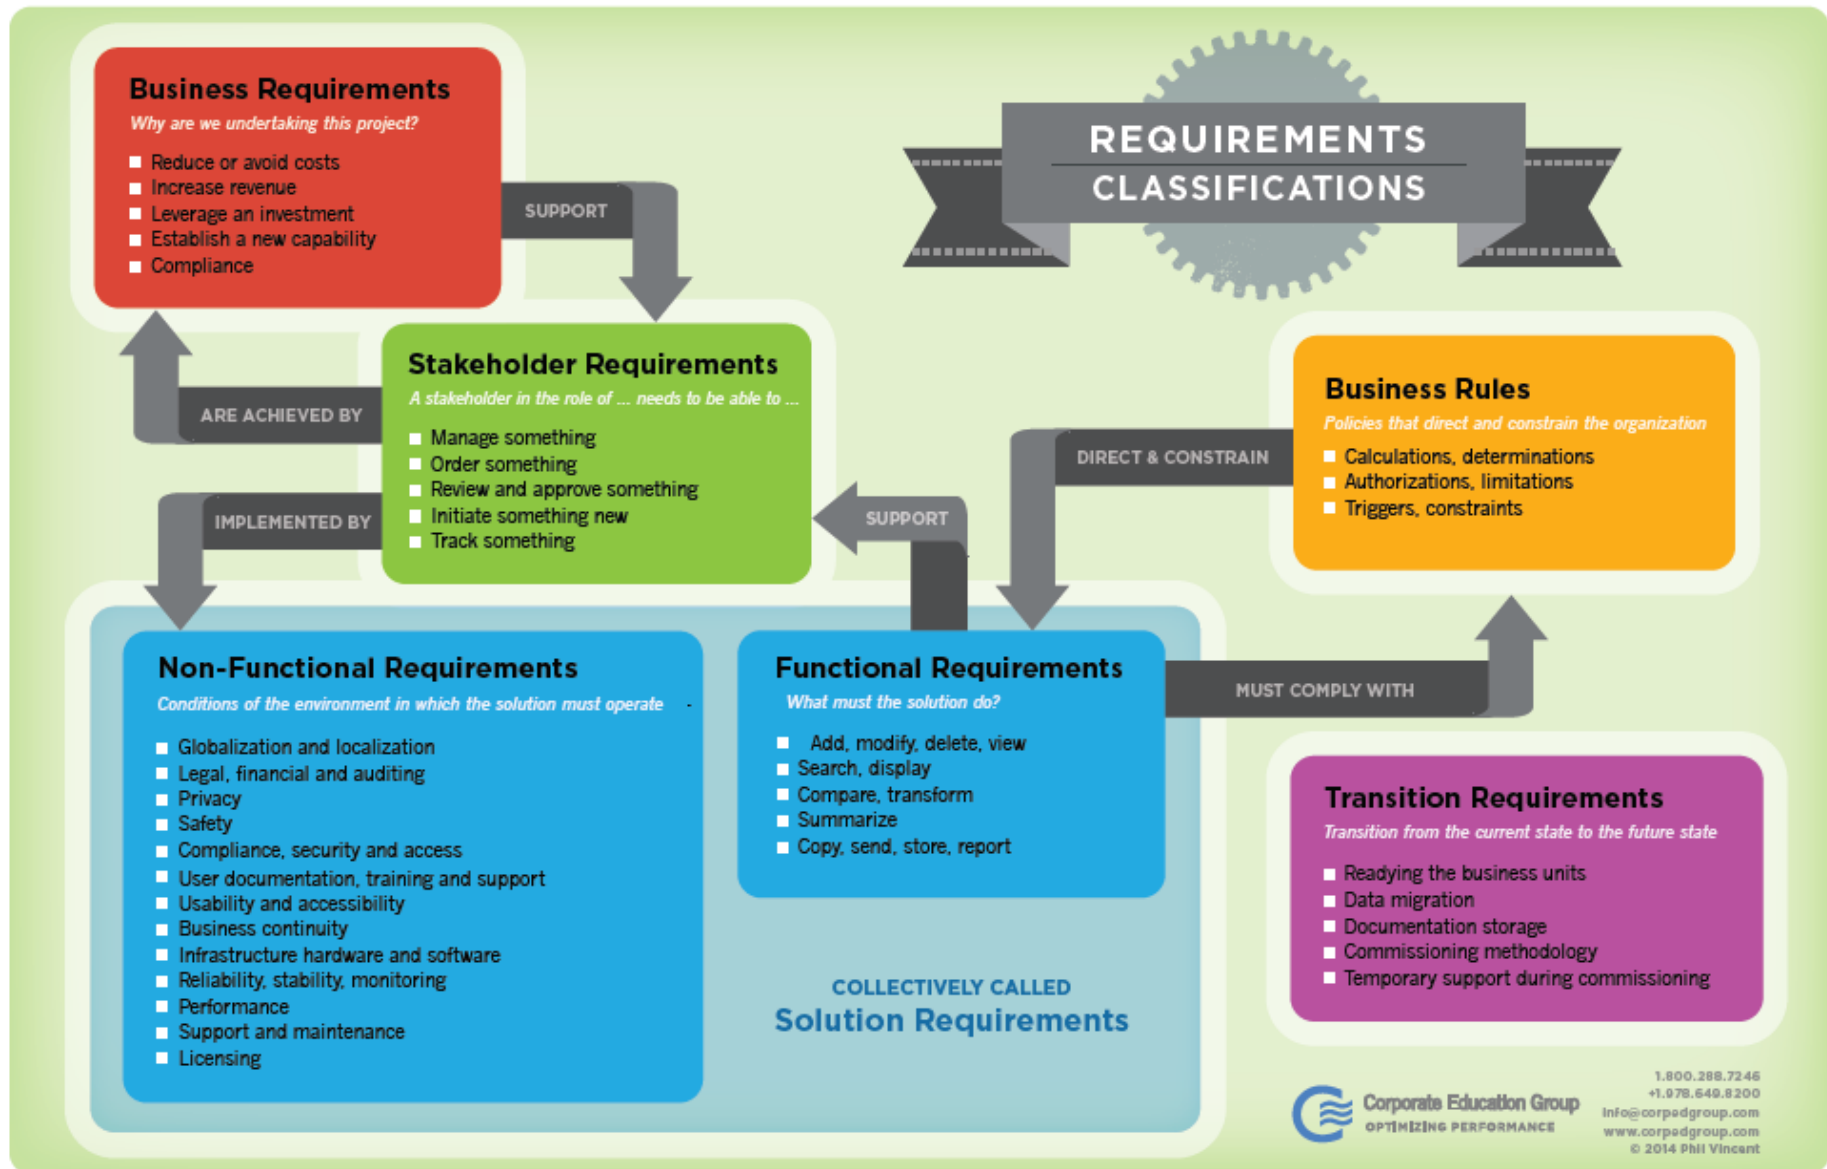 REQUIREMENTS
CLASSIFICATIONS
Business Requirements
Why are we undertaking this project?
Reduce or avoid costs
Increase revenue
Leverage an investment
Establish a new capability
Compliance
SUPPORT
Stakeholder Requirements
A stakeholder in the role of ... needs to be able to ...
Manage something
Order something
Review and approve something
Initiate something new
Track something
ARE ACHIEVED BY
IMPLEMENTED BY
SUPPORT
DIRECT & CONSTRAIN
Business Rules
Policies that direct and constrain the organization
Calculations, determinations
Authorizations, limitations
Triggers, constraints
Non-Functional Requirements
Conditions of the environment in which the solution must operate
Globalization and localization
Legal, financial and auditing
Privacy
Safety
Compliance, security and access
User documentation, training and support
Usability and accessibility
Business continuity
Infrastructure hardware and software
Reliability, stability, monitoring
Performance
Support and maintenance
Licensing
Functional Requirements
What must the solution do?
Add, modify, delete, view
Search, display
Compare, transform
Summarize
Copy, send, store, report
COLLECTIVELY CALLED
Solution Requirements
MUST COMPLY WITH
Transition Requirements
Transition from the current state to the future state
Readying the business units
Data migration
Documentation storage
Commissioning methodology
Temporary support during commissioning
Corporate Education Group
OPTIMIZING PERFORMANCE
1.800.288.7246
+1.978.649.8200
Info@corpedgroup.com
www.corpedgroup.com
© 2014 Phil Vincent